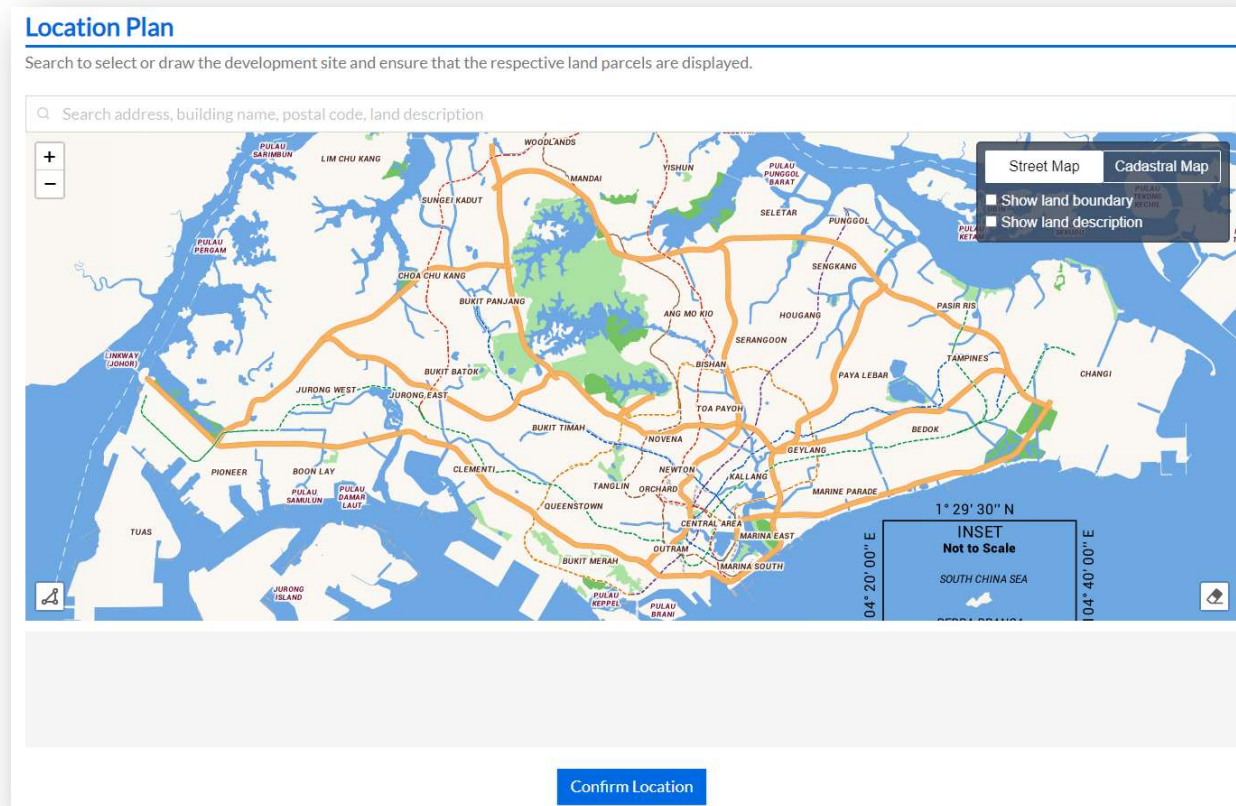 Location Plan
Search to select or draw the development site and ensure that the respective land parcels are displayed.
Search address, building name, postal code, land description
+
−
Street Map
Cadastral Map
Show land boundary
Show land description
WOODLANDS
PULAU
SARIMBUN
LIM CHU KANG
MANDAI
YISHUN
PULAU
PUNGGOL
BARAT
SUNGEI KADUT
SELETAR
PUNGGOL
PULAU
PERGAM
CHOA CHU KANG
SENGKANG
BUKIT PANJANG
PASIR RIS
ANG MO KIO
HOUGANG
SERANGOON
LINKWAY
(JOHOR)
TAMPINES
BISHAN
BUKIT BATOK
PAYA LEBAR
CHANGI
JURONG WEST
JURONG EAST
TOA PAYOH
BUKIT TIMAH
BEDOK
NOVENA
GEYLANG
PIONEER
BOON LAY
CLEMENTI
NEWTON
KALLANG
TANGLIN
ORCHARD
MARINE PARADE
PULAU
SAMULUN
PULAU
DAMAR
LAUT
QUEENSTOWN
CENTRAL AREA
TUAS
MARINA EAST
OUTRAM
BUKIT MERAH
MARINA SOUTH
JURONG
ISLAND
PULAU
KEPPEL
PULAU
BRANI
1° 29' 30'' N
INSET
Not to Scale
SOUTH CHINA SEA
04° 20' 00'' E
104° 40' 00'' E
Confirm Location